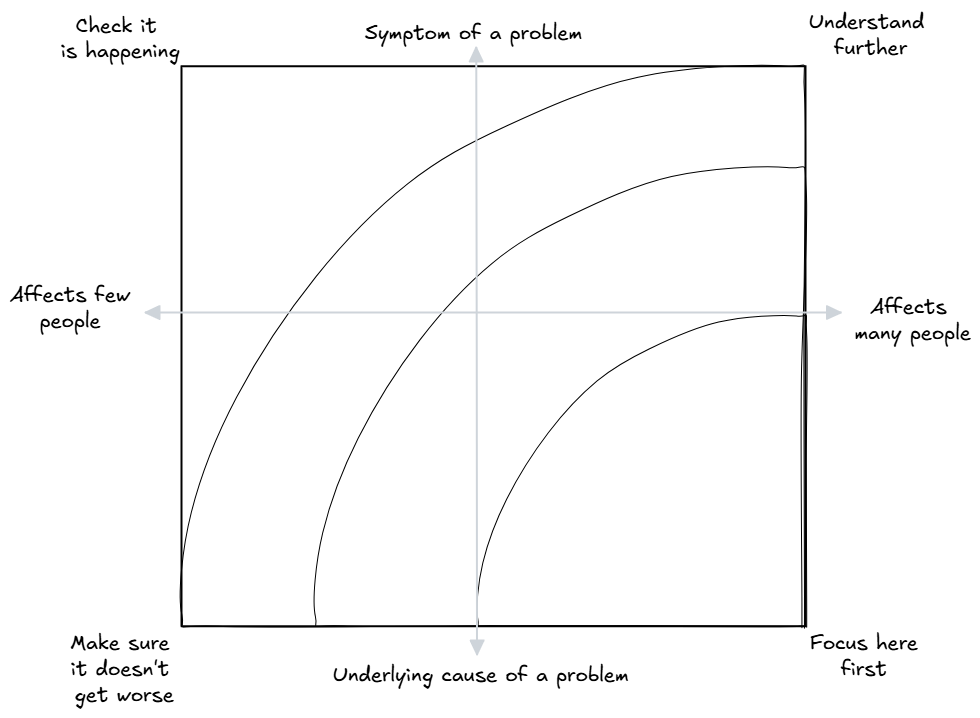 Check it
is happening
Symptom of a problem
Understand
further
Affects few
people
Affects
many people
Make sure
it doesn't
get worse
Underlying cause of a problem
Focus here
first